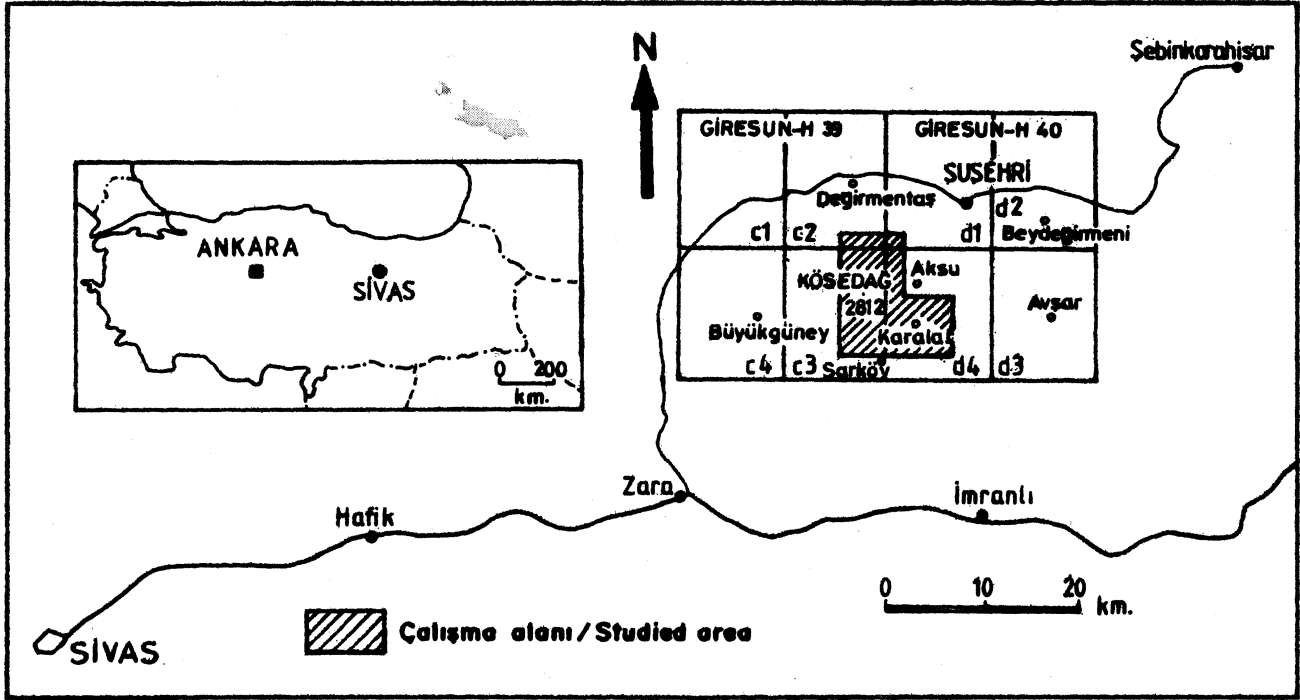 N
Şebinkarahisar
GİRESUN-H 39
GİRESUN-H 40
ŞUŞEHRİ
Değirmentaş
d2
c1
c2
d1
Beydeğirmeni
KÖSEDAĞ
2812
Aksu
Avşar
Büyükgüney
Karalar
c4
c3
Sarköy
d4
d3
ANKARA
SİVAS
0 200
km.
Zara
İmranlı
Hafik
0 10 20
km.
Çalışma alanı/Studied area
SİVAS